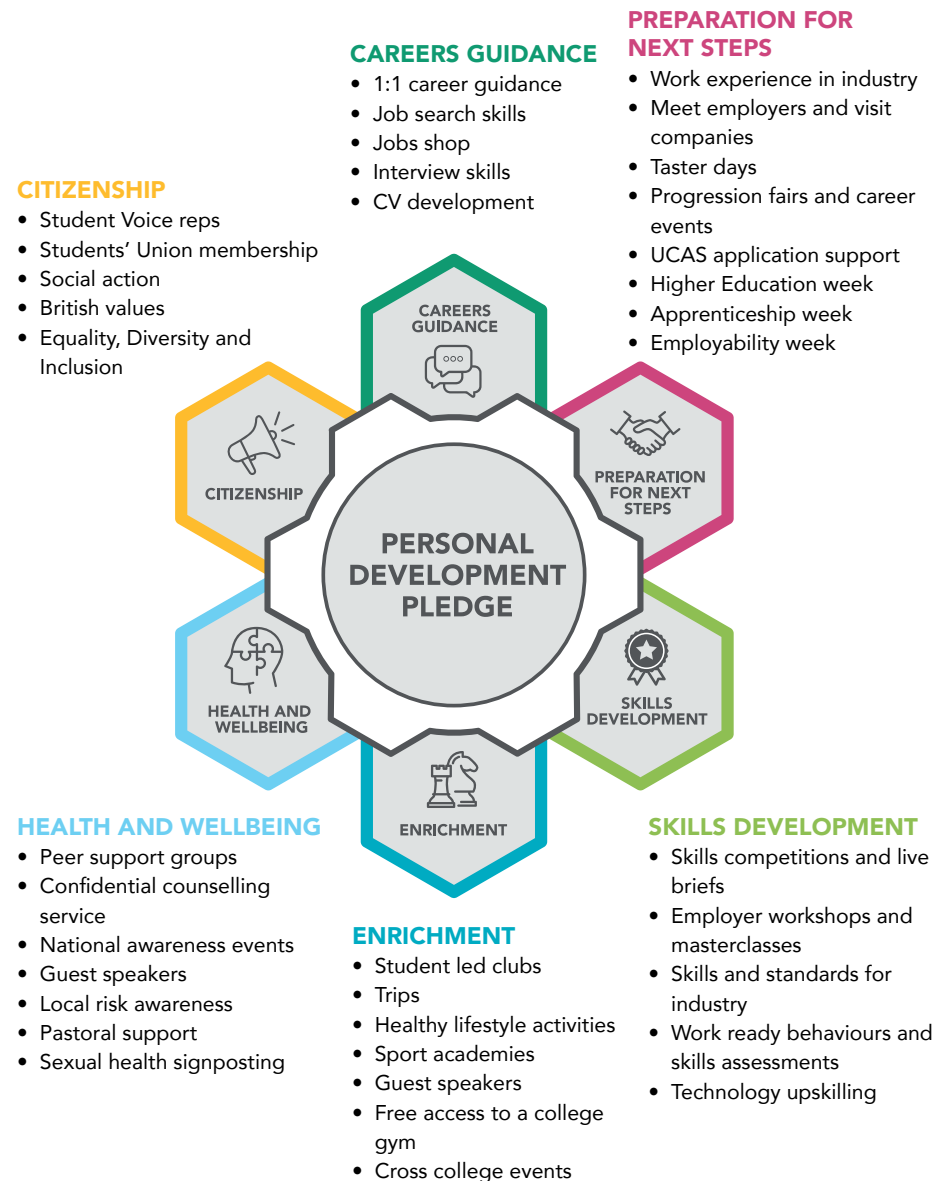 PREPARATION FOR
NEXT STEPS
• Work experience in industry
• Meet employers and visit
companies
• Taster days
• Progression fairs and career
events
• UCAS application support
• Higher Education week
• Apprenticeship week
• Employability week
CAREERS GUIDANCE
• 1:1 career guidance
• Job search skills
• Jobs shop
• Interview skills
• CV development
CITIZENSHIP
• Student Voice reps
• Students’ Union membership
• Social action
• British values
• Equality, Diversity and
Inclusion
CAREERS
GUIDANCE
CITIZENSHIP
PREPARATION
FOR NEXT
STEPS
PERSONAL
DEVELOPMENT
PLEDGE
HEALTH AND
WELLBEING
SKILLS
DEVELOPMENT
ENRICHMENT
HEALTH AND WELLBEING
• Peer support groups
• Confidential counselling
service
• National awareness events
• Guest speakers
• Local risk awareness
• Pastoral support
• Sexual health signposting
ENRICHMENT
• Student led clubs
• Trips
• Healthy lifestyle activities
• Sport academies
• Guest speakers
• Free access to a college
gym
• Cross college events
SKILLS DEVELOPMENT
• Skills competitions and live
briefs
• Employer workshops and
masterclasses
• Skills and standards for
industry
• Work ready behaviours and
skills assessments
• Technology upskilling